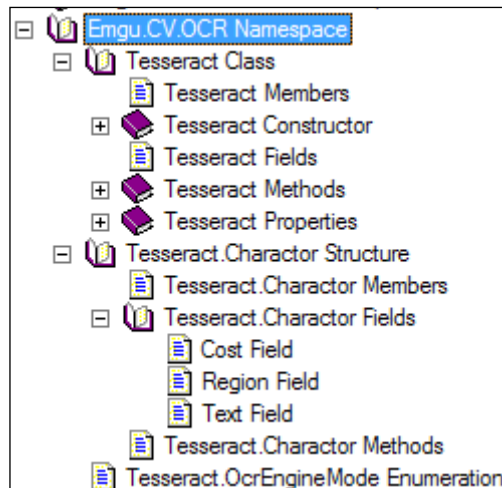 Emgu.CV.OCR Namespace
Tesseract Class
Tesseract Members
Tesseract Constructor
Tesseract Fields
Tesseract Methods
Tesseract Properties
Tesseract.Charactor Structure
Tesseract.Charactor Members
Tesseract.Charactor Fields
Cost Field
Region Field
Text Field
Tesseract.Charactor Methods
Tesseract.OcrEngineMode Enumeration